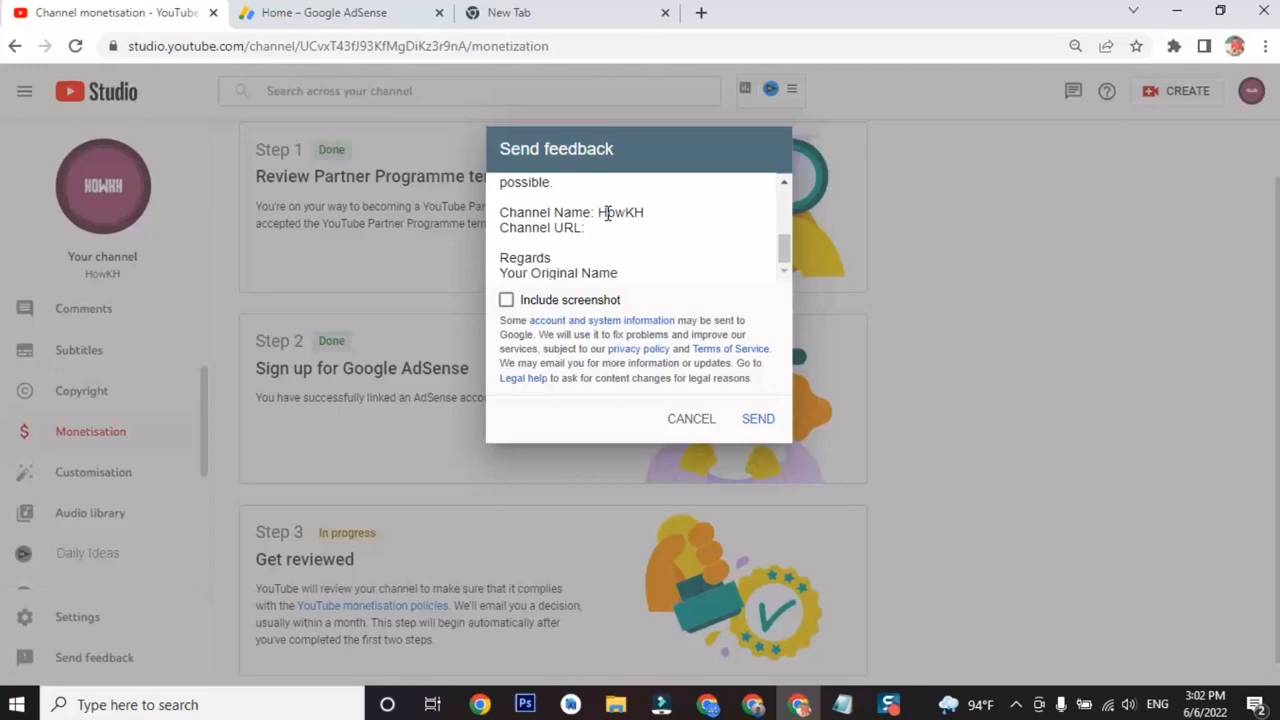 Channel monetisation - YouTube
Home – Google AdSense
New Tab
studio.youtube.com/channel/UCvxT43fJ93KfMgDiKz3r9nA/monetization
Studio
Search across your channel
CREATE
HowKH
HOWKH
Your channel
HowKH
Comments
Subtitles
Copyright
Monetisation
Customisation
Audio library
Daily Ideas
Settings
Send feedback
Step 1 Done
Review Partner Programme ter
You're on your way to becoming a YouTube Par
accepted the YouTube Partner Programme term
Step 2 Done
Sign up for Google AdSense
You have successfully linked an AdSense acco
Step 3 In progress
Get reviewed
YouTube will review your channel to make sure that it complies
with the YouTube monetisation policies. We'll email you a decision,
usually within a month. This step will begin automatically after
you've completed the first two steps.
Send feedback
possible.
Channel Name: HowKH
Channel URL:
Regards
Your Original Name
Include screenshot
Some account and system information may be sent to
Google. We will use it to fix problems and improve our
services, subject to our privacy policy and Terms of Service.
We may email you for more information or updates. Go to
Legal help to ask for content changes for legal reasons.
CANCEL SEND
Type here to search
94°F
ENG
3:02 PM
6/6/2022
2